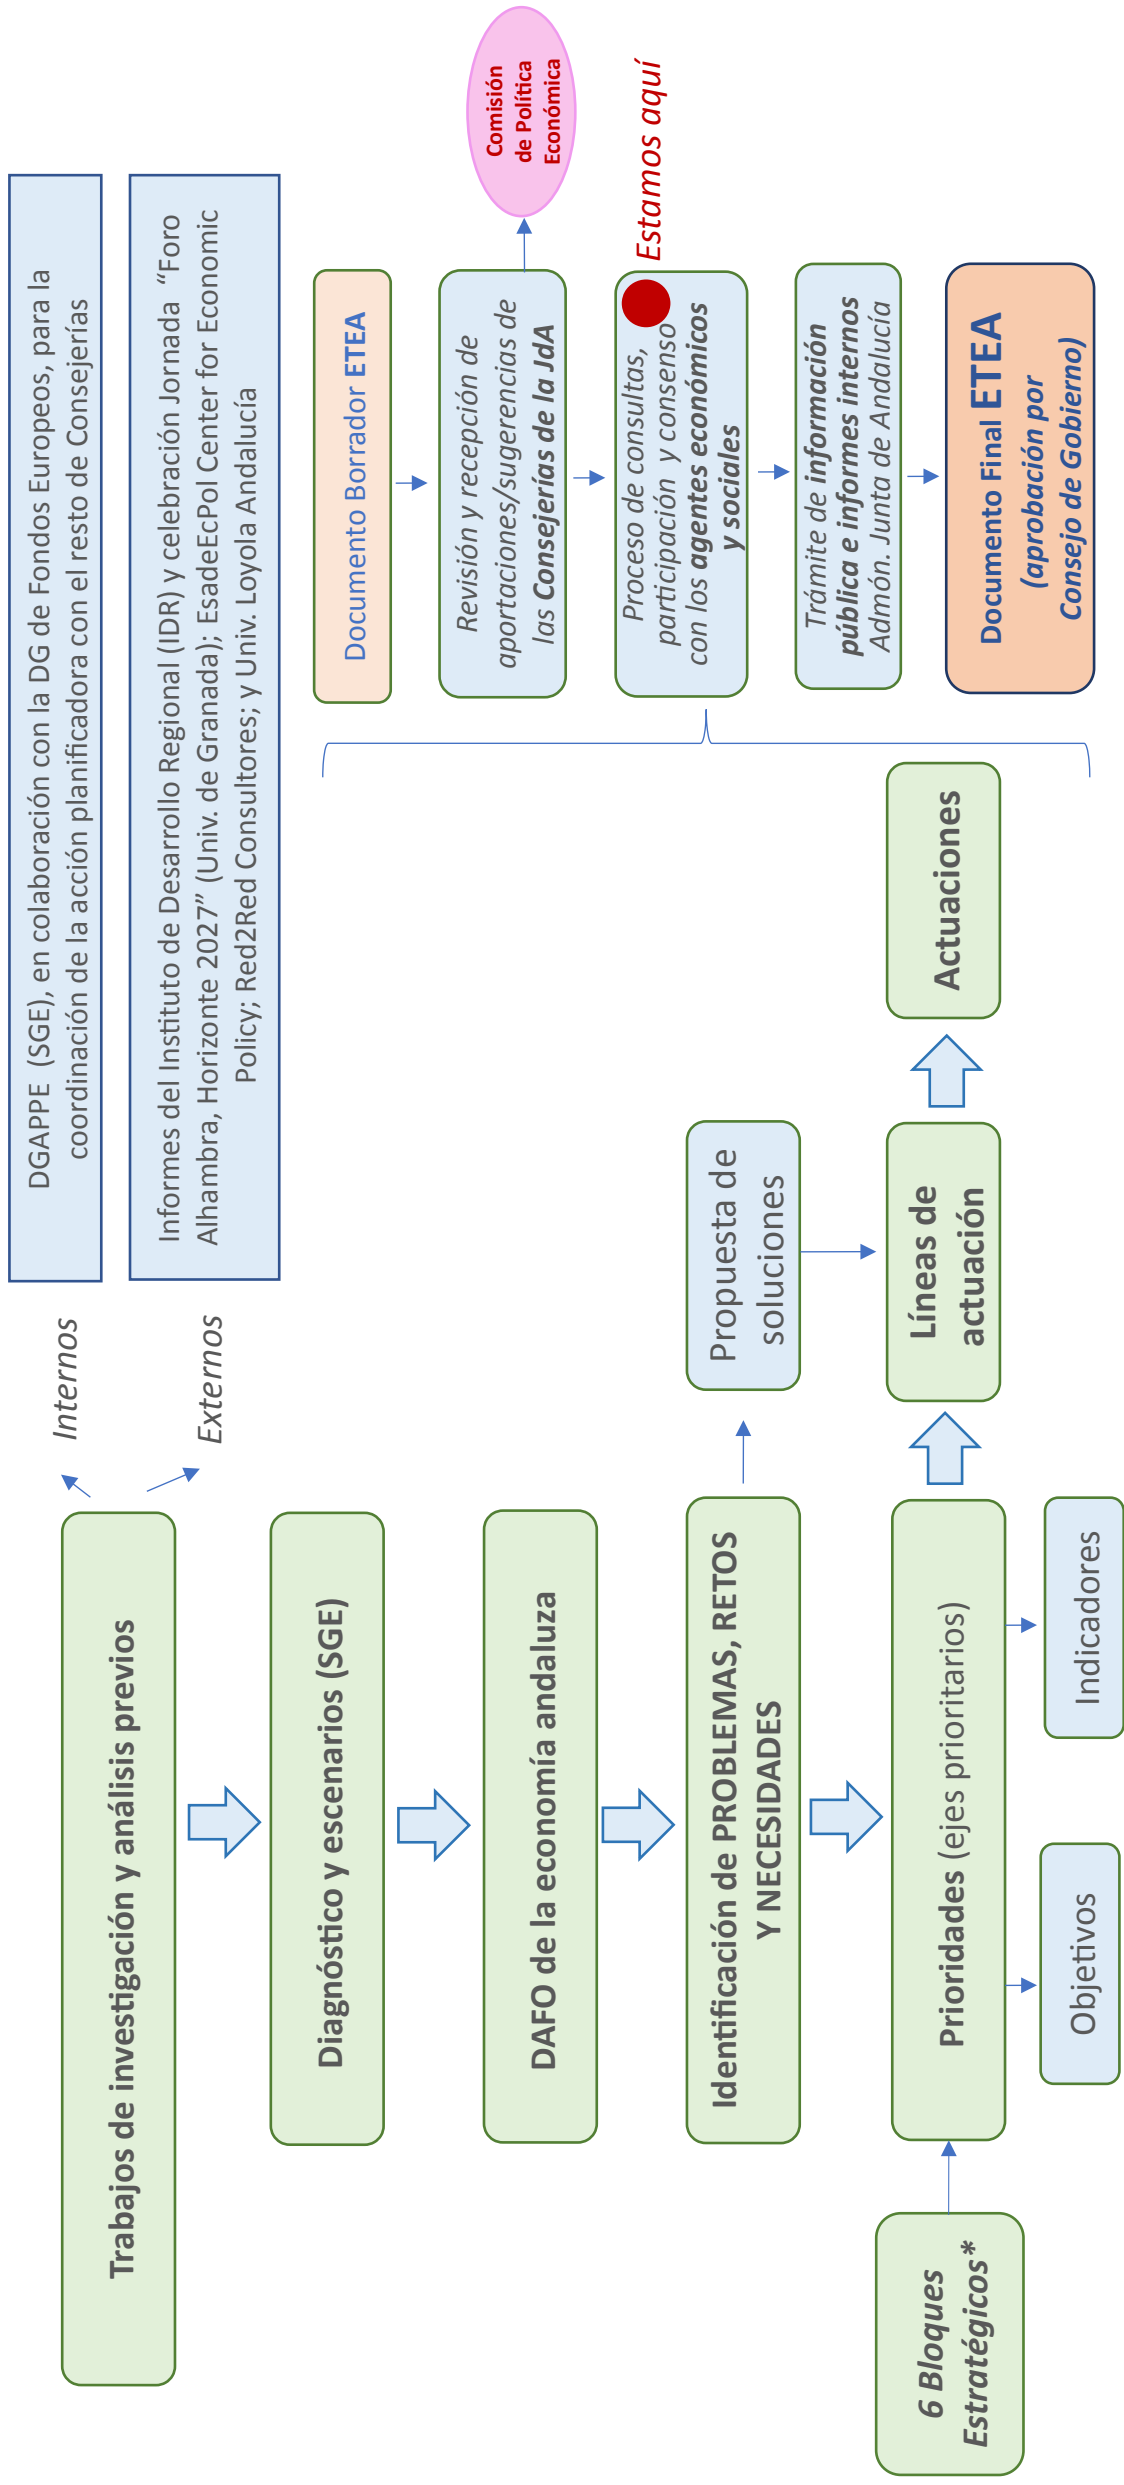 Trabajos de investigación y análisis previos
Internos
DGAPPE (SGE), en colaboración con la DG de Fondos Europeos, para la
coordinación de la acción planificadora con el resto de Consejerías
Externos
Informes del Instituto de Desarrollo Regional (IDR) y celebración Jornada “Foro
Alhambra, Horizonte 2027” (Univ. de Granada); EsadeEcPol Center for Economic
Policy; Red2Red Consultores; y Univ. Loyola Andalucía
Diagnóstico y escenarios (SGE)
DAFO de la economía andaluza
Identificación de PROBLEMAS, RETOS
Y NECESIDADES
Propuesta de
soluciones
6 Bloques
Estratégicos*
Prioridades (ejes prioritarios)
Objetivos
Indicadores
Líneas de
actuación
Actuaciones
Documento Borrador ETEA
Revisión y recepción de
aportaciones/sugerencias de
las Consejerías de la JdA
Comisión
de Política
Económica
Proceso de consultas,
participación y consenso
con los agentes económicos
y sociales
Estamos aquí
Trámite de información
pública e informes internos
Admón. Junta de Andalucía
Documento Final ETEA
(aprobación por
Consejo de Gobierno)